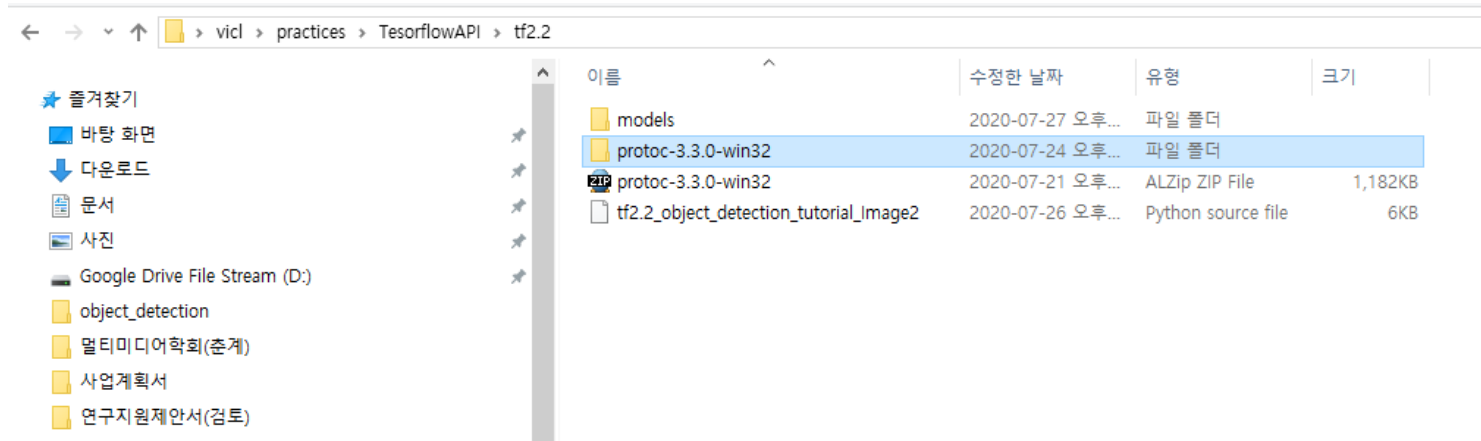 vicl > practices > TesorflowAPI > tf2.2
이름 수정한 날짜 유형 크기
즐겨찾기
바탕 화면
다운로드
문서
사진
Google Drive File Stream (D:)
object_detection
멀티미디어학회(춘계)
사업계획서
연구지원제안서(검토)
models 2020-07-27 오후... 파일 폴더
protoc-3.3.0-win32 2020-07-24 오후... 파일 폴더
ZIP protoc-3.3.0-win32 2020-07-21 오후... ALZip ZIP File 1,182KB
tf2.2_object_detection_tutorial_Image2 2020-07-26 오후... Python source file 6KB